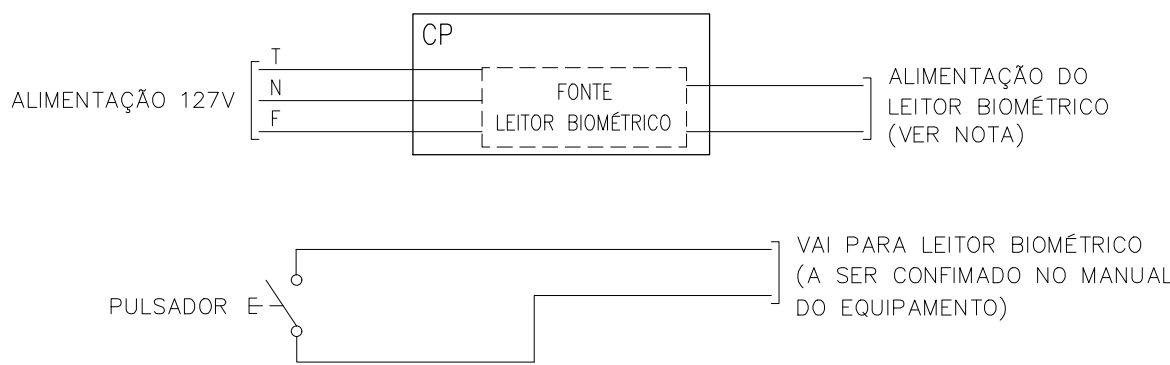 CP
T
N
F
ALIMENTAÇÃO 127V
FONTE
LEITOR BIOMÉTRICO
ALIMENTAÇÃO DO
LEITOR BIOMÉTRICO
(VER NOTA)
PULSADOR
VAI PARA LEITOR BIOMÉTRICO
(A SER CONFIMADO NO MANUAL
DO EQUIPAMENTO)